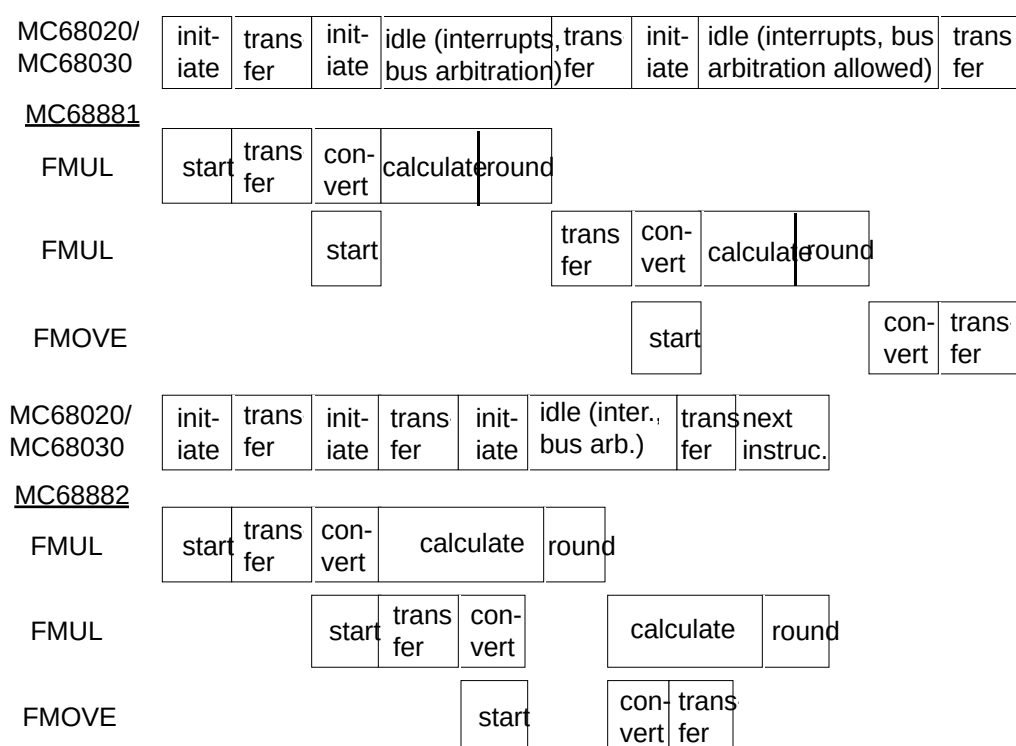 MC68020/
MC68030
init-
iate
trans
fer
init-
iate
idle (interrupts,
bus arbitration)
trans
fer
init-
iate
idle (interrupts, bus
arbitration allowed)
trans
fer
MC68881
FMUL
start
trans
fer
con-
vert
calculate
round
FMUL
start
trans
fer
con-
vert
calculate
round
FMOVE
start
con-
vert
trans
fer
MC68020/
MC68030
init-
iate
trans
fer
init-
iate
trans
fer
init-
iate
idle (inter.,
bus arb.)
trans
fer
next
instruc.
MC68882
FMUL
start
trans
fer
con-
vert
calculate
round
FMUL
start
trans
fer
con-
vert
calculate
round
FMOVE
start
con-
vert
trans
fer